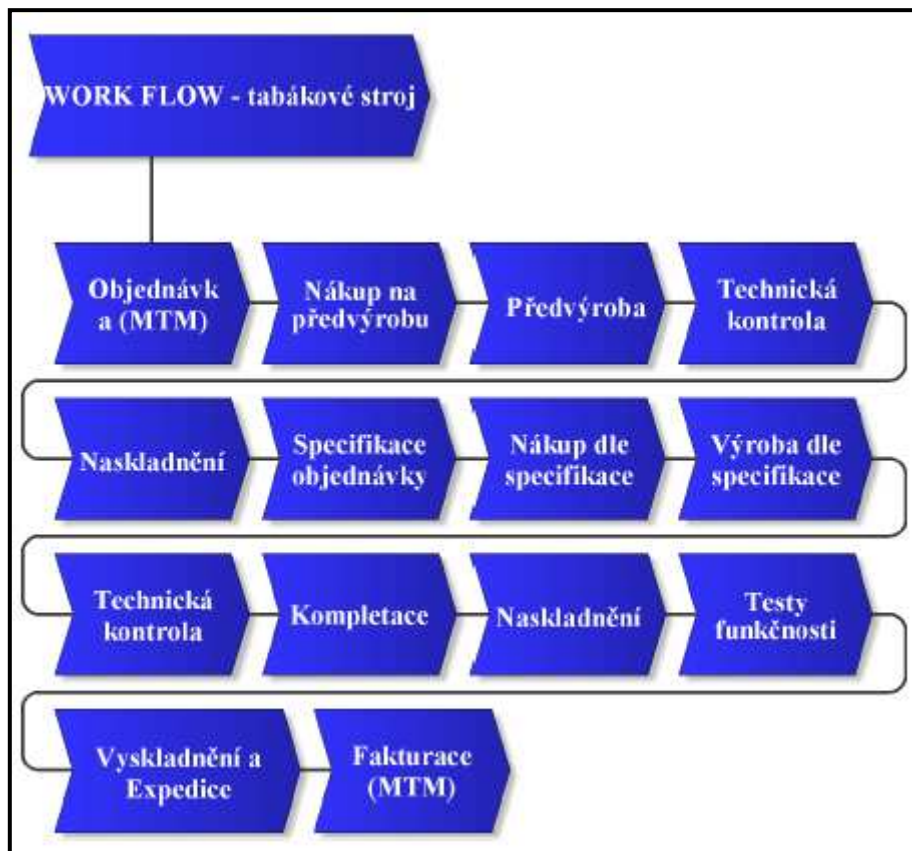 WORK FLOW - tabákové stroj
Objednávk
a (MTM)
Nákup na
předvýrobu
Předvýroba
Technická
kontrola
Naskladnění
Specifikace
objednávky
Nákup dle
specifikace
Výroba dle
specifikace
Technická
kontrola
Kompletace
Naskladnění
Testy
funkčnosti
Vyskladnění a
Expedice
Fakturace
(MTM)